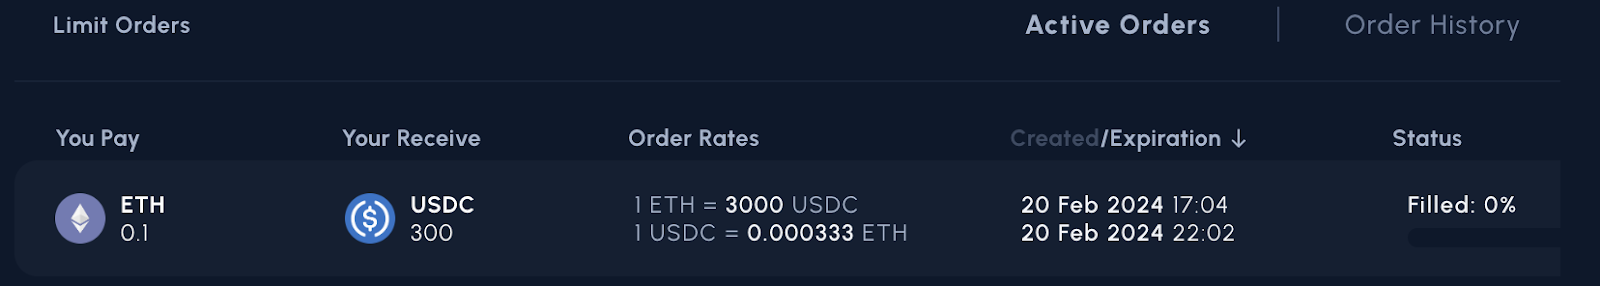 Limit Orders
Active Orders | Order History
You Pay
Your Receive
Order Rates
Created/Expiration ↓
Status
ETH
0.1
USDC
300
1 ETH = 3000 USDC
1 USDC = 0.000333 ETH
20 Feb 2024 17:04
20 Feb 2024 22:02
Filled: 0%